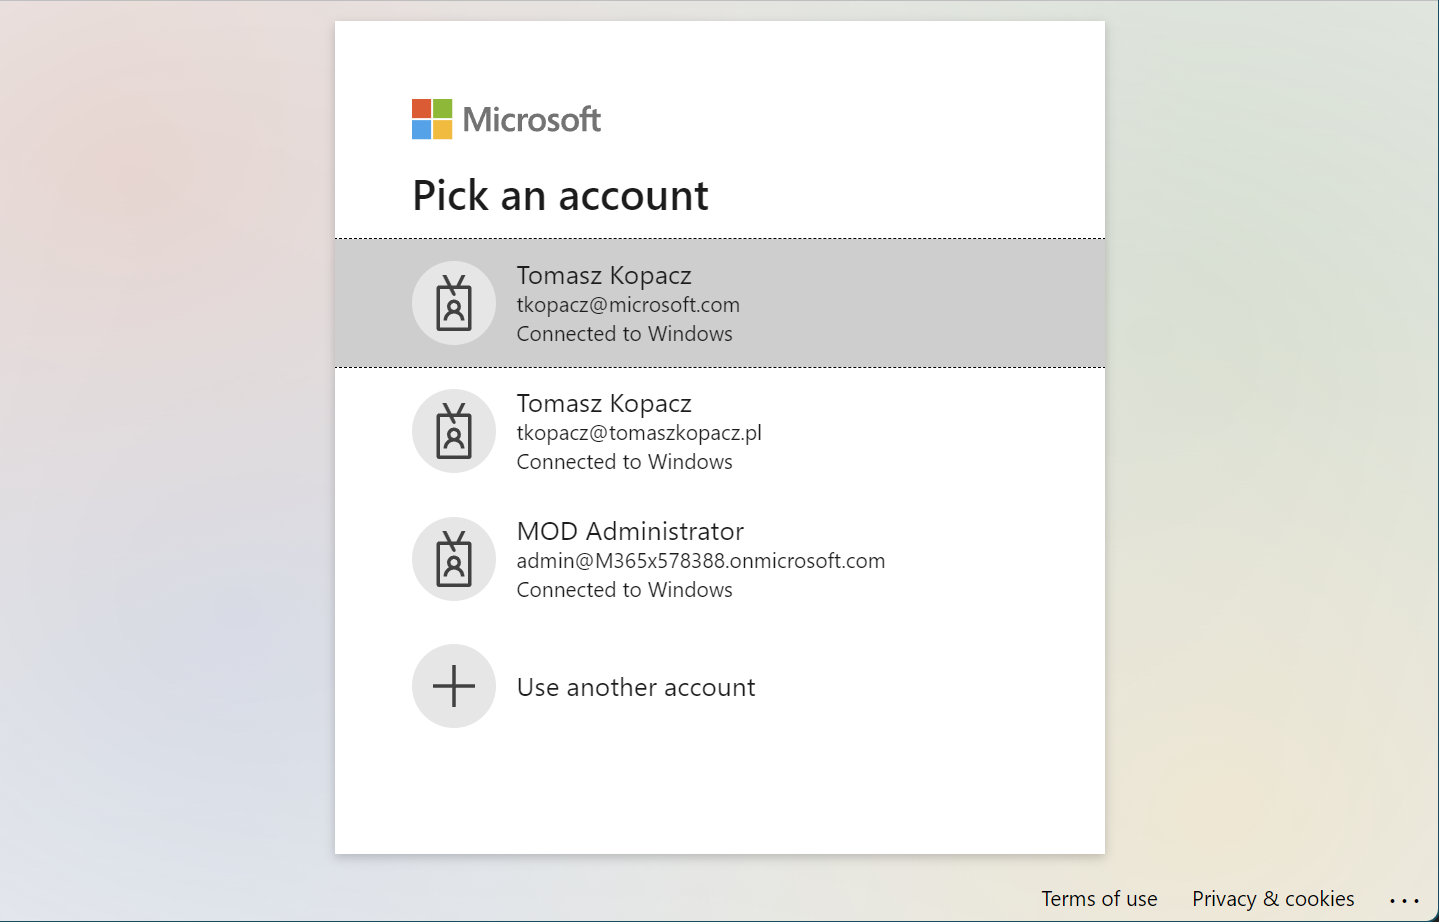 Microsoft
Pick an account
Tomasz Kopacz
tkopacz@microsoft.com
Connected to Windows
Tomasz Kopacz
tkopacz@tomaszkopacz.pl
Connected to Windows
MOD Administrator
admin@M365x578388.onmicrosoft.com
Connected to Windows
Use another account
Terms of use Privacy & cookies ...